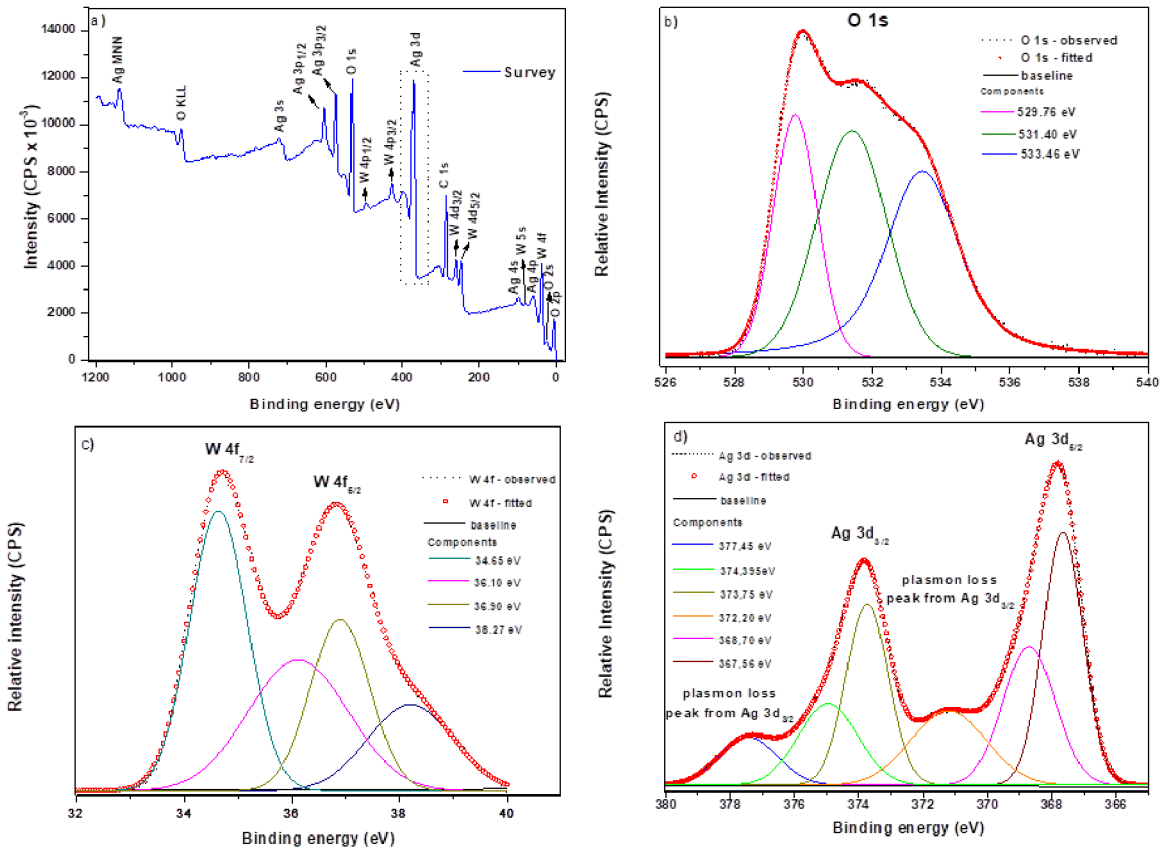 a)
Intensity (CPS x 10⁻³)
14000
12000
10000
8000
6000
4000
2000
0
Ag MNN
O KLL
Ag 3s
Ag 3p1/2
Ag 3p3/2
O 1s
W 4p1/2
W 4p3/2
Ag 3d
C 1s
W 4d3/2
W 4d5/2
Ag 4s
W 5s
Ag 4p
W 4f
O 2s
O 2p
Survey
1200 1000 800 600 400 200 0
Binding energy (eV)
b)
O 1s
O 1s - observed
O 1s - fitted
baseline
Components
529.76 eV
531.40 eV
533.46 eV
Relative Intensity (CPS)
526 528 530 532 534 536 538 540
Binding energy (eV)
c)
W 4f7/2
W 4f5/2
W 4f - observed
W 4f - fitted
baseline
Components
34.65 eV
36.10 eV
36.90 eV
38.27 eV
Relative intensity (CPS)
32 34 36 38 40
Binding energy (eV)
d)
Ag 3d5/2
Ag 3d - observed
Ag 3d - fitted
baseline
Components
377,45 eV
374,395eV
373,75 eV
372,20 eV
368,70 eV
367,56 eV
Ag 3d3/2
plasmon loss
peak from Ag 3d3/2
plasmon loss
peak from Ag 3d3/2
Relative Intensity (CPS)
380 377 374 371 368 365
Binding energy (eV)